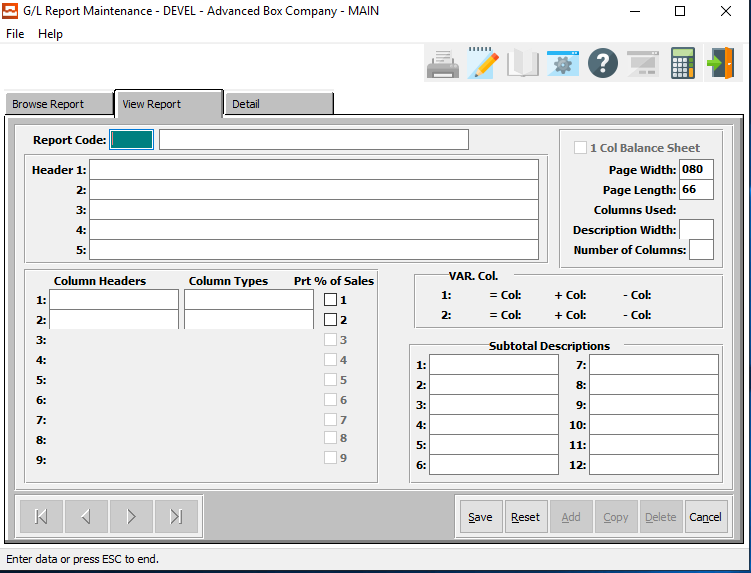 G/L Report Maintenance - DEVEL - Advanced Box Company - MAIN
File Help
Browse Report View Report Detail
Report Code:
1 Col Balance Sheet
Header 1:
2:
3:
4:
5:
Page Width: 080
Page Length: 66
Columns Used:
Description Width:
Number of Columns:
Column Headers Column Types Prt % of Sales
1: 1
2: 2
3: 3
4: 4
5: 5
6: 6
7: 7
8: 8
9: 9
VAR. Col.
1: = Col: + Col: - Col:
2: = Col: + Col: - Col:
Subtotal Descriptions
1: 7:
2: 8:
3: 9:
4: 10:
5: 11:
6: 12:
Save Reset Add Copy Delete Cancel
Enter data or press ESC to end.